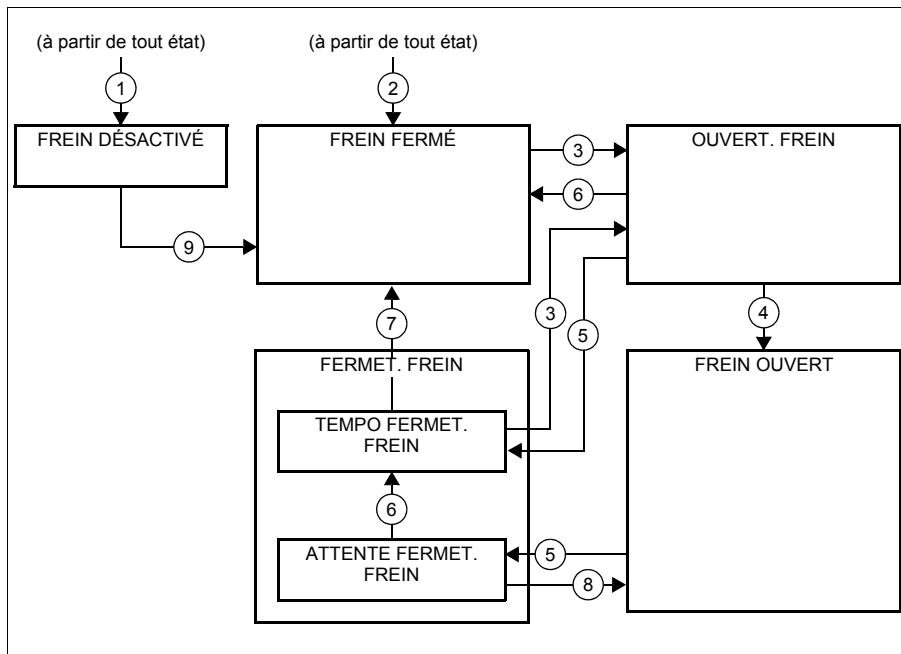 (à partir de tout état)
(à partir de tout état)
1
2
FREIN DÉSACTIVÉ
FREIN FERMÉ
OUVERT. FREIN
3
6
9
3
5
4
7
FERMET. FREIN
FREIN OUVERT
TEMPO FERMET.
FREIN
6
ATTENTE FERMET.
FREIN
5
8